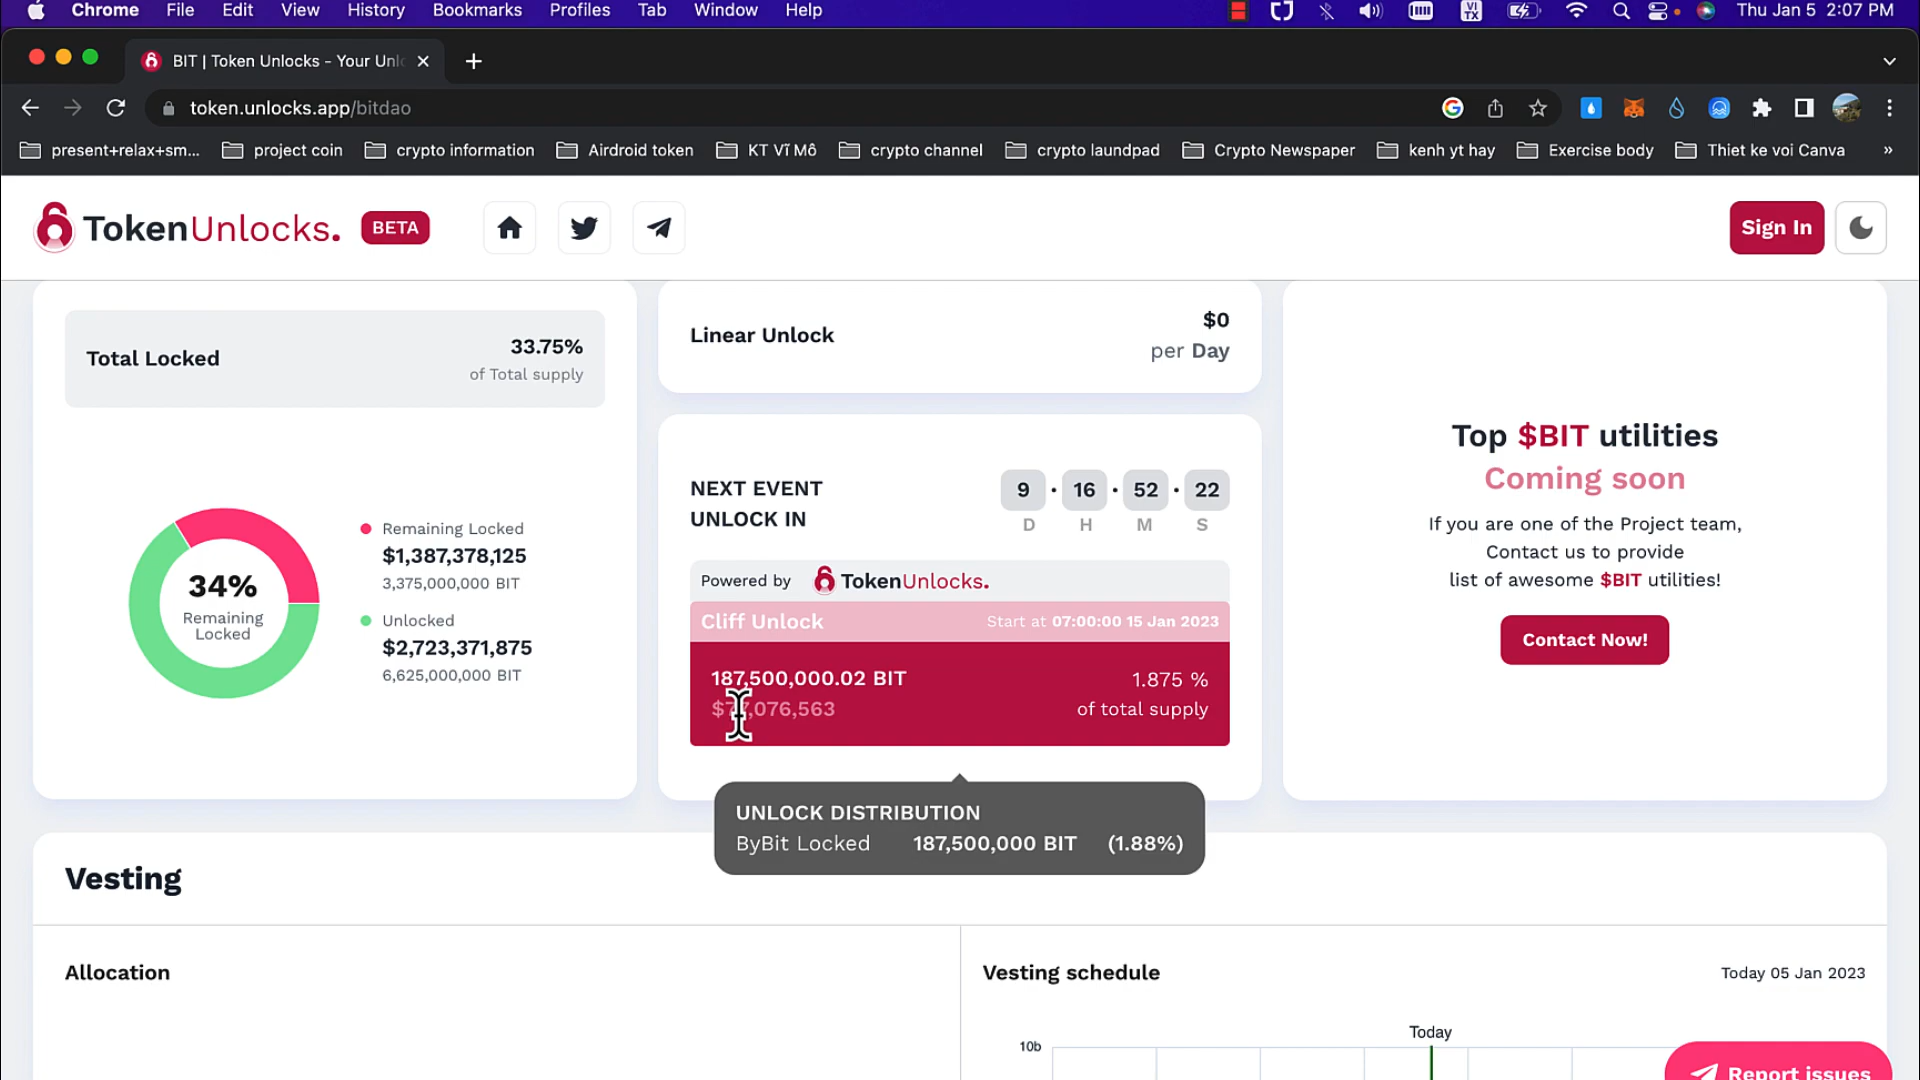 Chrome File Edit View History Bookmarks Profiles Tab Window Help Thu Jan 5 2:07 PM
BIT | Token Unlocks - Your Unlo
token.unlocks.app/bitdao
present+relax+sm... project coin crypto information Airdroid token KT Vĩ Mô crypto channel crypto laundpad Crypto Newspaper kenh yt hay Exercise body Thiet ke voi Canva »
TokenUnlocks. BETA Sign In
Total Locked 33.75%
of Total supply
34%
Remaining
Locked
Remaining Locked
$1,387,378,125
3,375,000,000 BIT
Unlocked
$2,723,371,875
6,625,000,000 BIT
Linear Unlock $0
per Day
NEXT EVENT
UNLOCK IN
9 · 16 · 52 · 22
D H M S
Powered by TokenUnlocks.
Cliff Unlock Start at 07:00:00 15 Jan 2023
187,500,000.02 BIT 1.875 %
of total supply
UNLOCK DISTRIBUTION
ByBit Locked 187,500,000 BIT (1.88%)
Top $BIT utilities
Coming soon
If you are one of the Project team,
Contact us to provide
list of awesome $BIT utilities!
Contact Now!
Vesting
Allocation
Vesting schedule Today 05 Jan 2023
Today
10b
Report issues